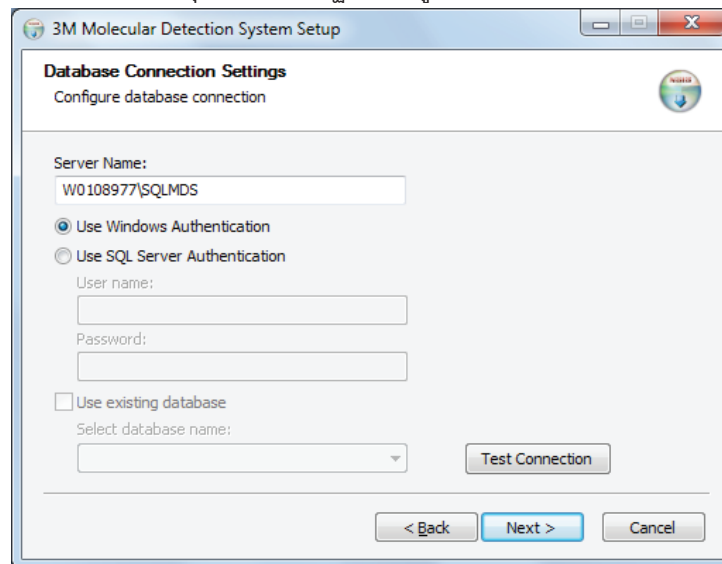 3M Molecular Detection System Setup
Database Connection Settings
Configure database connection
Server Name:
W0108977\SQLMDS
Use Windows Authentication
Use SQL Server Authentication
User name:
Password:
Use existing database
Select database name:
Test Connection
< Back Next > Cancel